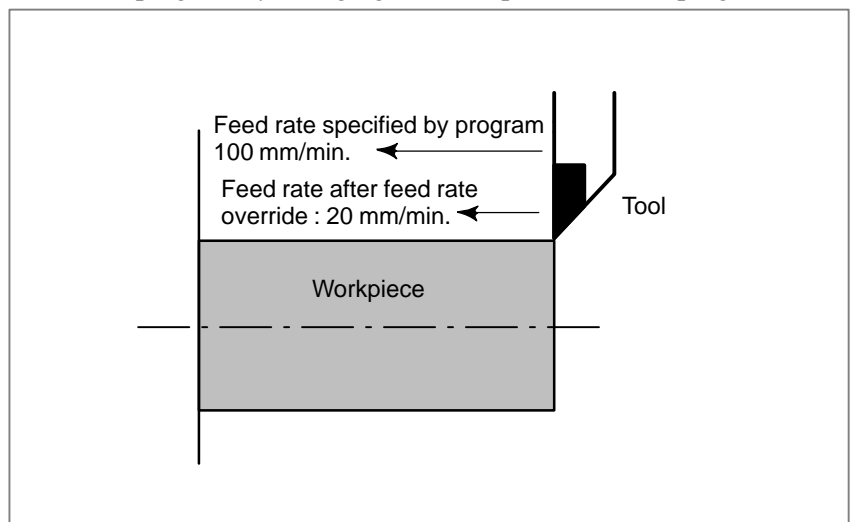 Feed rate specified by program
100 mm/min.
Feed rate after feed rate
override : 20 mm/min.
Tool
Workpiece